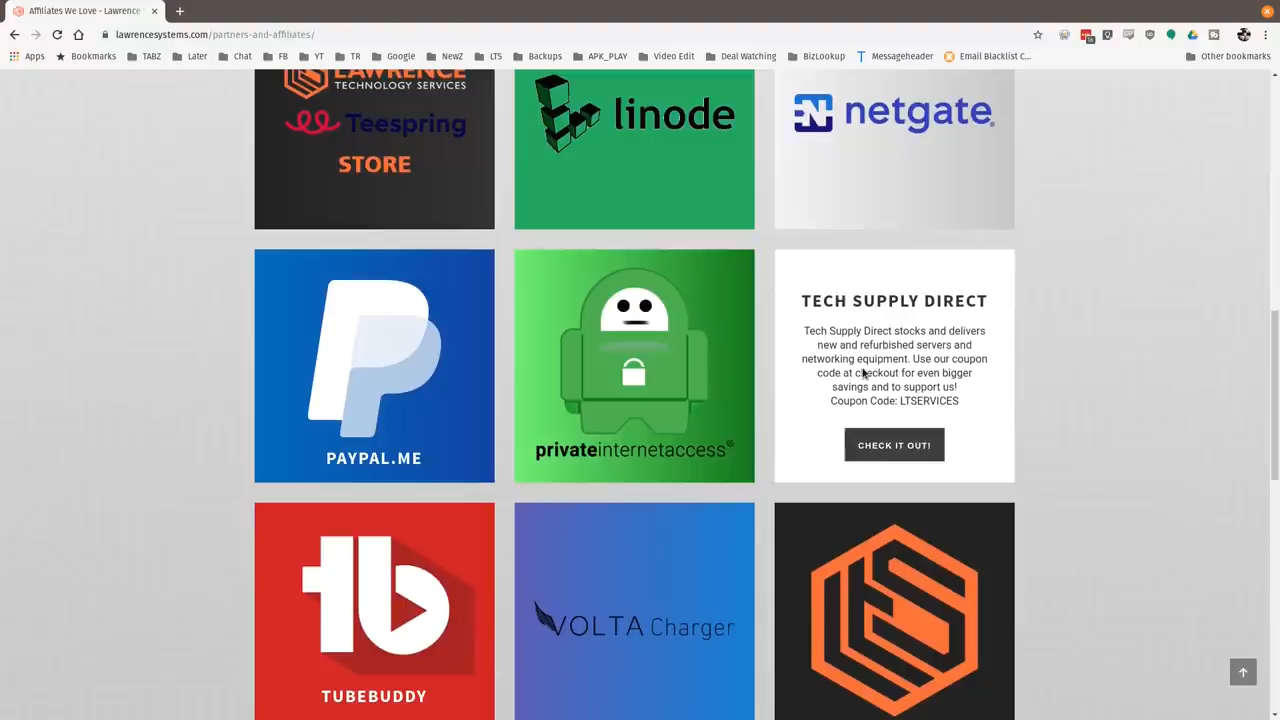 Affiliates We Love - Lawrence
lawrencesystems.com/partners-and-affiliates/
Apps Bookmarks TABZ Later Chat FB YT TR Google NewZ LTS Backups APK_PLAY Video Edit Deal Watching BizLookup Messageheader Email Blacklist C... Other bookmarks
LAWRENCE
TECHNOLOGY SERVICES
Teespring
STORE
linode
netgate®
PAYPAL.ME
privateinternetaccess®
TECH SUPPLY DIRECT
Tech Supply Direct stocks and delivers
new and refurbished servers and
networking equipment. Use our coupon
code at checkout for even bigger
savings and to support us!
Coupon Code: LTSERVICES
CHECK IT OUT!
tb
TUBEBUDDY
VOLTA Charger